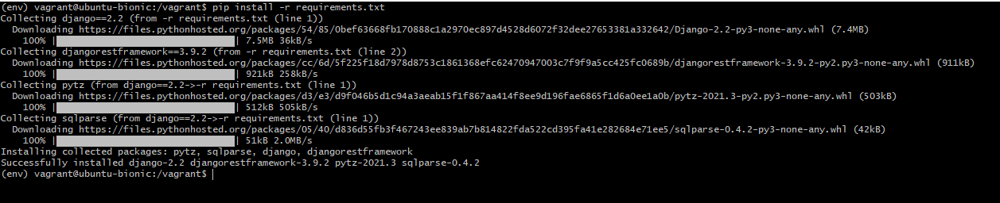 (env) vagrant@ubuntu-bionic:/vagrant$ pip install -r requirements.txt
Collecting django==2.2 (from -r requirements.txt (line 1))
  Downloading https://files.pythonhosted.org/packages/54/85/0bef63668fb170888c1a2970ec897d4528d6072f32dee27653381a332642/Django-2.2-py3-none-any.whl (7.4MB)
    100% |████████████████████████████████| 7.5MB 36kB/s
Collecting djangorestframework==3.9.2 (from -r requirements.txt (line 2))
  Downloading https://files.pythonhosted.org/packages/cc/6d/5f225f18d7978d8753c1861368efc62470947003c7f9f9a5cc425fc0689b/djangorestframework-3.9.2-py2.py3-none-any.whl (911kB)
    100% |████████████████████████████████| 921kB 258kB/s
Collecting pytz (from django==2.2->-r requirements.txt (line 1))
  Downloading https://files.pythonhosted.org/packages/d3/e3/d9f046b5d1c94a3aeab15f1f867aa414f8ee9d196fae6865f1d6a0ee1a0b/pytz-2021.3-py2.py3-none-any.whl (503kB)
    100% |████████████████████████████████| 512kB 505kB/s
Collecting sqlparse (from django==2.2->-r requirements.txt (line 1))
  Downloading https://files.pythonhosted.org/packages/05/40/d836d55fb3f467243ee839ab7b814822fda522cd395fa41e282684e71ee5/sqlparse-0.4.2-py3-none-any.whl (42kB)
    100% |████████████████████████████████| 51kB 2.0MB/s
Installing collected packages: pytz, sqlparse, django, djangorestframework
Successfully installed django-2.2 djangorestframework-3.9.2 pytz-2021.3 sqlparse-0.4.2
(env) vagrant@ubuntu-bionic:/vagrant$